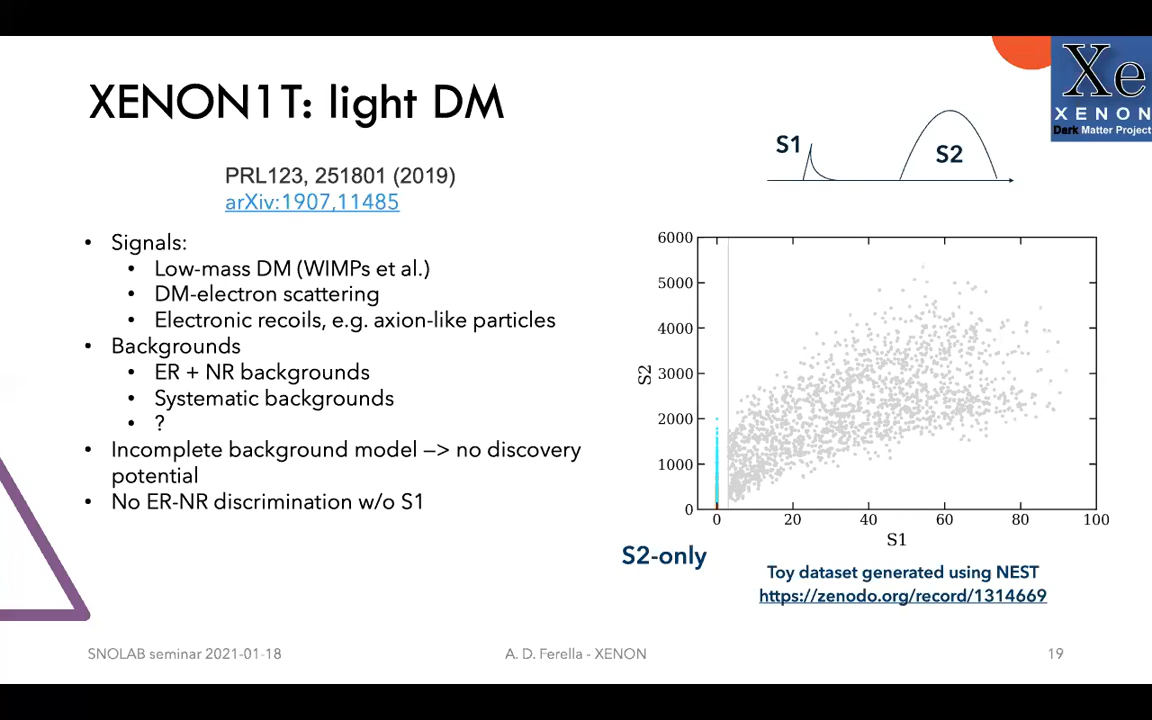 XENON1T: light DM
Xe
XENON
Dark Matter Project
PRL123, 251801 (2019)
arXiv:1907,11485
S1
S2
• Signals:
• Low-mass DM (WIMPs et al.)
• DM-electron scattering
• Electronic recoils, e.g. axion-like particles
• Backgrounds
• ER + NR backgrounds
• Systematic backgrounds
• ?
• Incomplete background model —> no discovery
potential
• No ER-NR discrimination w/o S1
6000
5000
4000
3000
2000
1000
0
S2
0 20 40 60 80 100
S1
S2-only
Toy dataset generated using NEST
https://zenodo.org/record/1314669
SNOLAB seminar 2021-01-18
A. D. Ferella - XENON
19